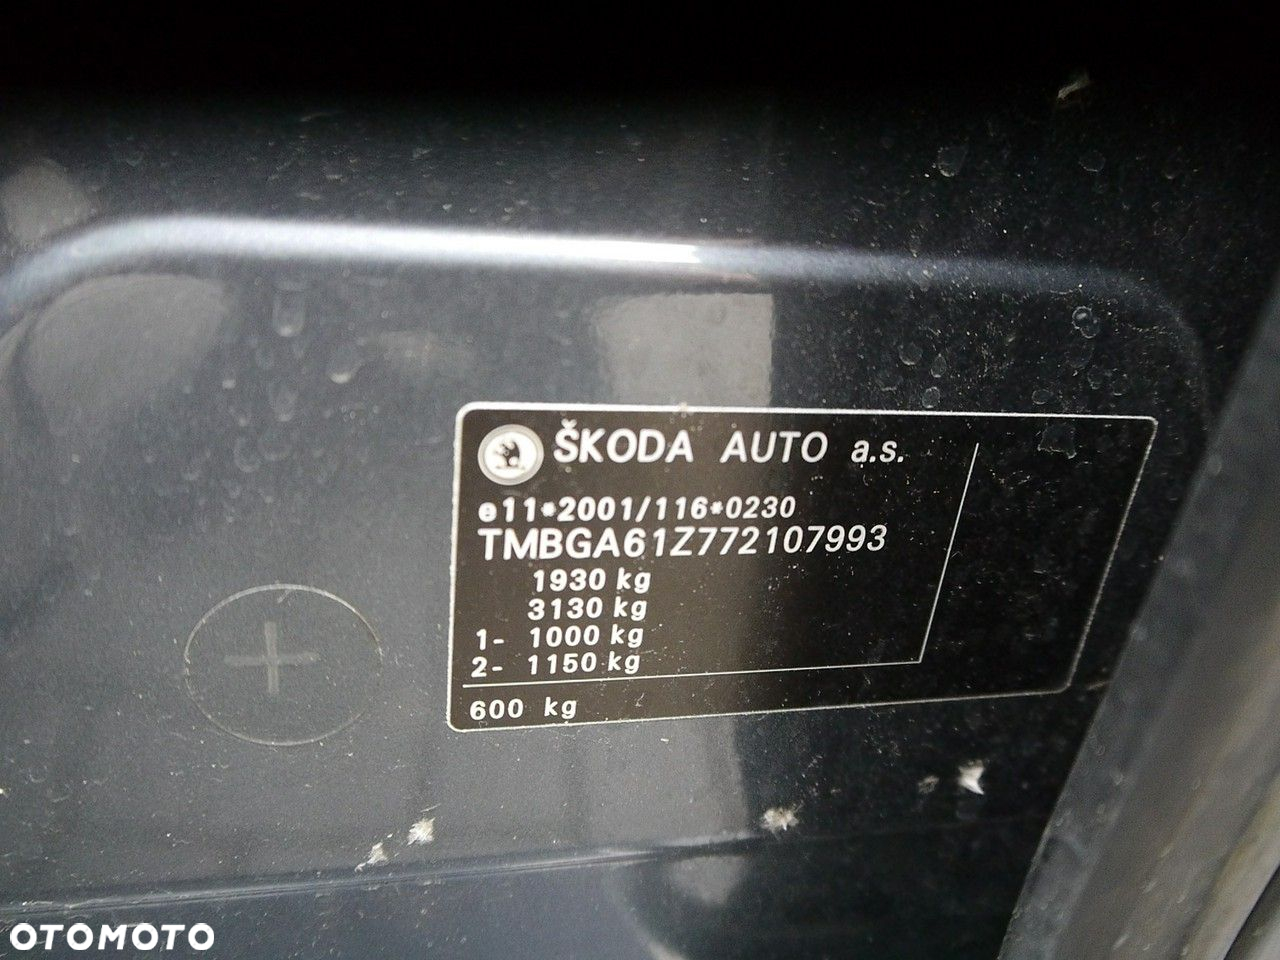 ŠKODA AUTO a.s.
e11*2001/116*0230
TMBGA61Z772107993
1930 kg
3130 kg
1- 1000 kg
2- 1150 kg
600 kg
OTOMOTO